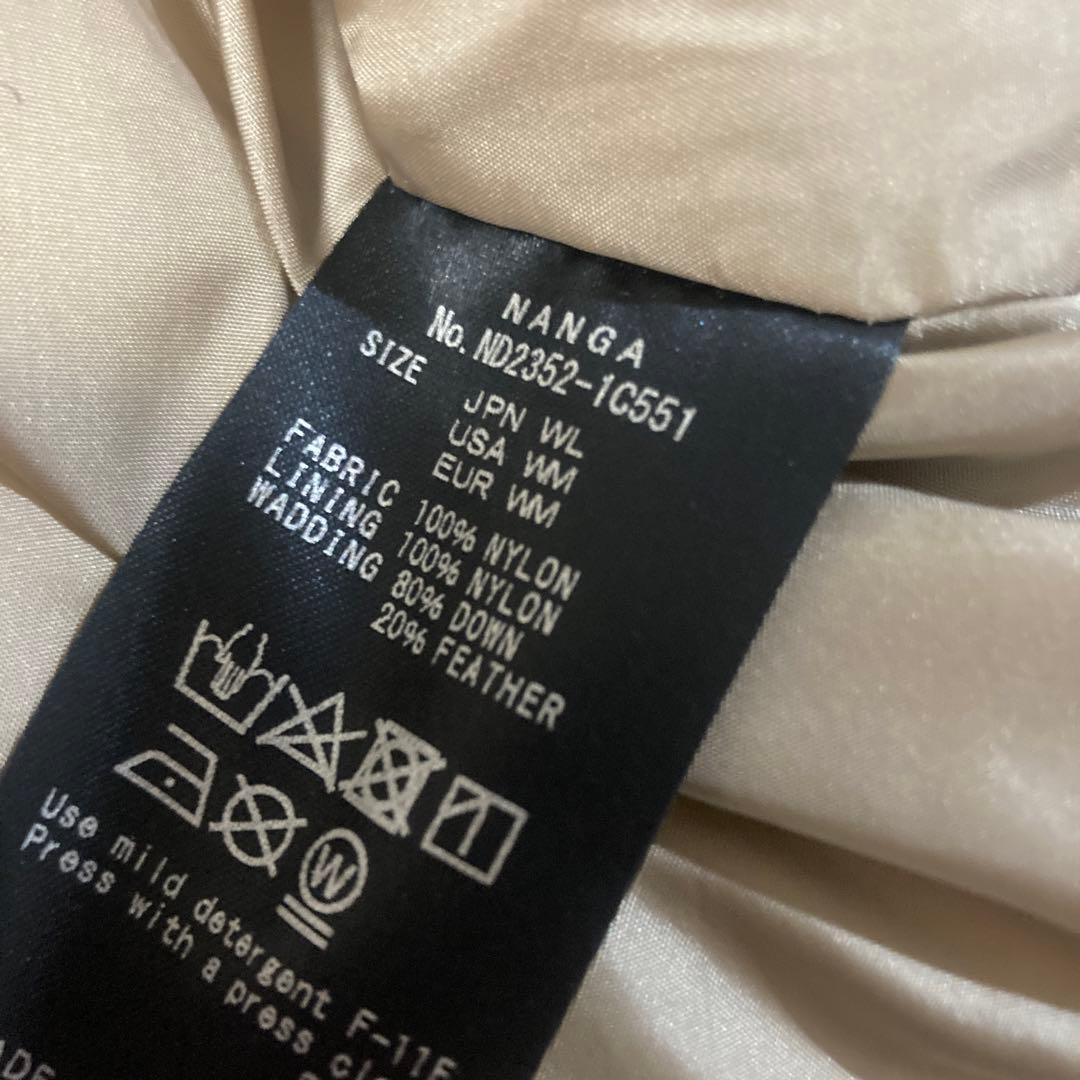 NANGA
No. ND2352-1C551
SIZE JPN WL
USA WM
EUR WM
FABRIC 100% NYLON
LINING 100% NYLON
WADDING 80% DOWN
20% FEATHER
W
Use mild detergent
Press with a press